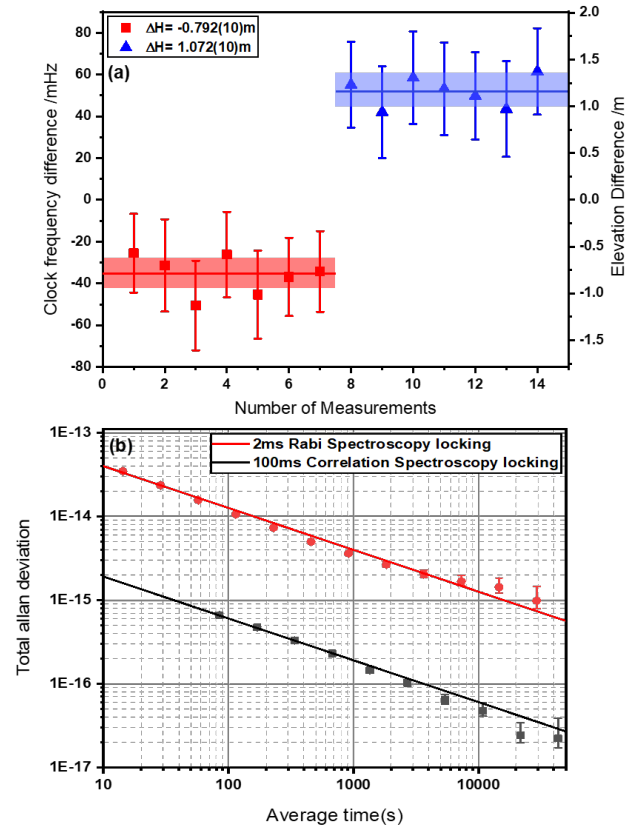 ΔH= -0.792(10)m
ΔH= 1.072(10)m
(a)
80
60
40
20
0
-20
-40
-60
-80
Clock frequency difference /mHz
2.0
1.5
1.0
0.5
0.0
-0.5
-1.0
-1.5
Elevation Difference /m
0 2 4 6 8 10 12 14
Number of Measurements
(b)
2ms Rabi Spectroscopy locking
100ms Correlation Spectroscopy locking
1E-13
1E-14
1E-15
1E-16
1E-17
Total allan deviation
10 100 1000 10000
Average time(s)